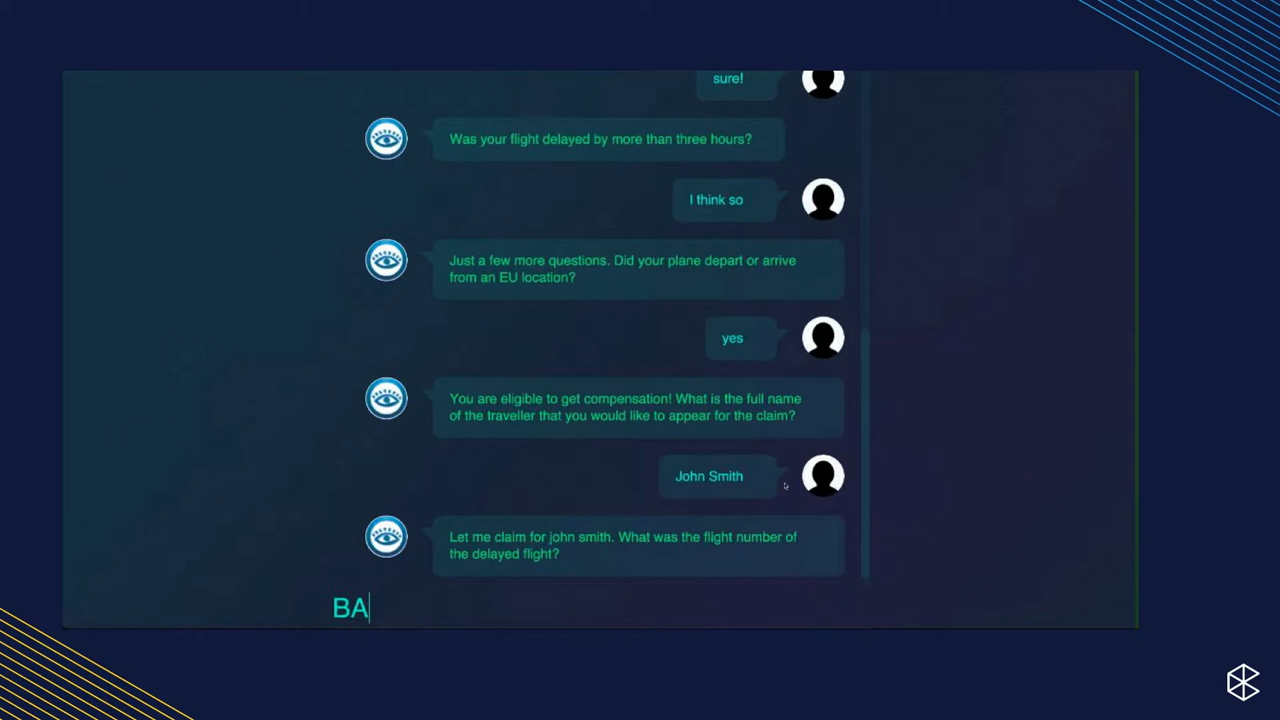 sure!
Was your flight delayed by more than three hours?
I think so
Just a few more questions. Did your plane depart or arrive
from an EU location?
yes
You are eligible to get compensation! What is the full name
of the traveller that you would like to appear for the claim?
John Smith
Let me claim for john smith. What was the flight number of
the delayed flight?
BA